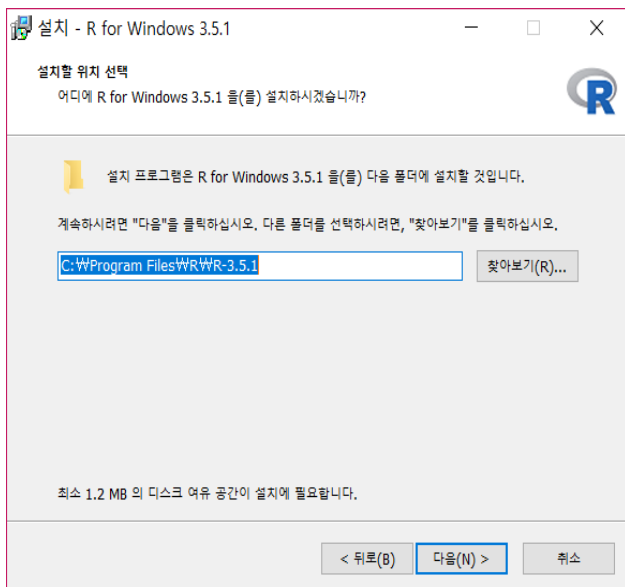 설치 - R for Windows 3.5.1
설치할 위치 선택
어디에 R for Windows 3.5.1 을(를) 설치하시겠습니까?
R
설치 프로그램은 R for Windows 3.5.1 을(를) 다음 폴더에 설치할 것입니다.
계속하시려면 "다음"을 클릭하십시오. 다른 폴더를 선택하시려면, "찾아보기"를 클릭하십시오.
C:₩Program Files₩R₩R-3.5.1 찾아보기(R)...
최소 1.2 MB 의 디스크 여유 공간이 설치에 필요합니다.
< 뒤로(B) 다음(N) > 취소